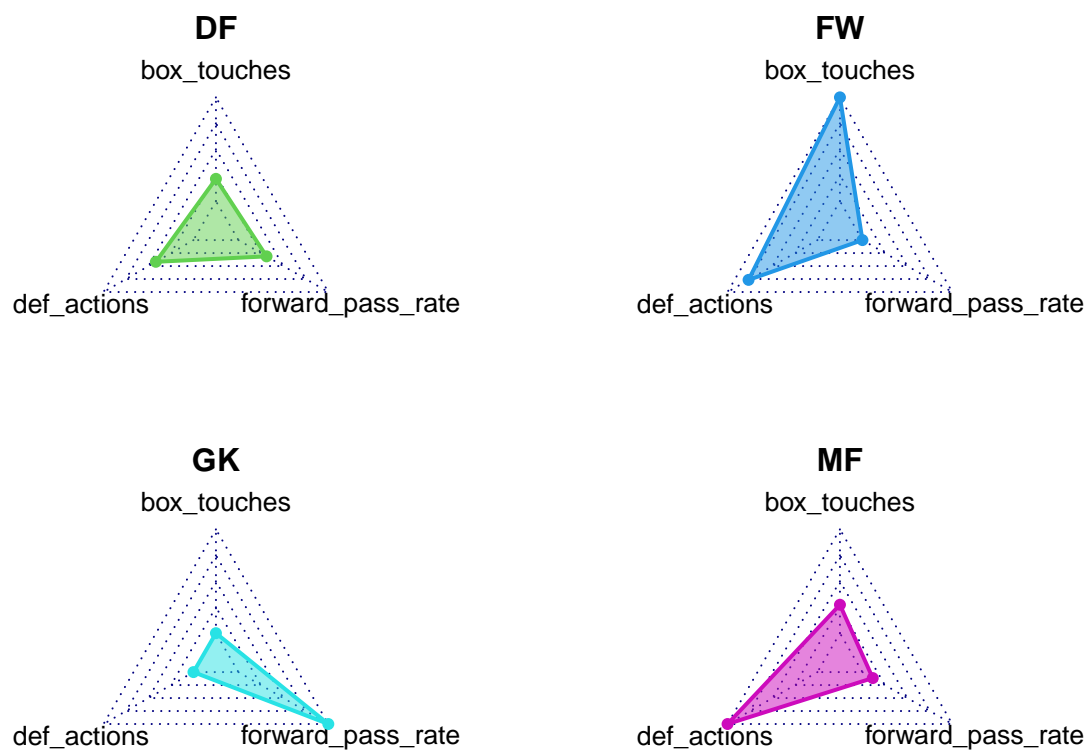 DF
box_touches
def_actions
forward_pass_rate
FW
box_touches
def_actions
forward_pass_rate
GK
box_touches
def_actions
forward_pass_rate
MF
box_touches
def_actions
forward_pass_rate